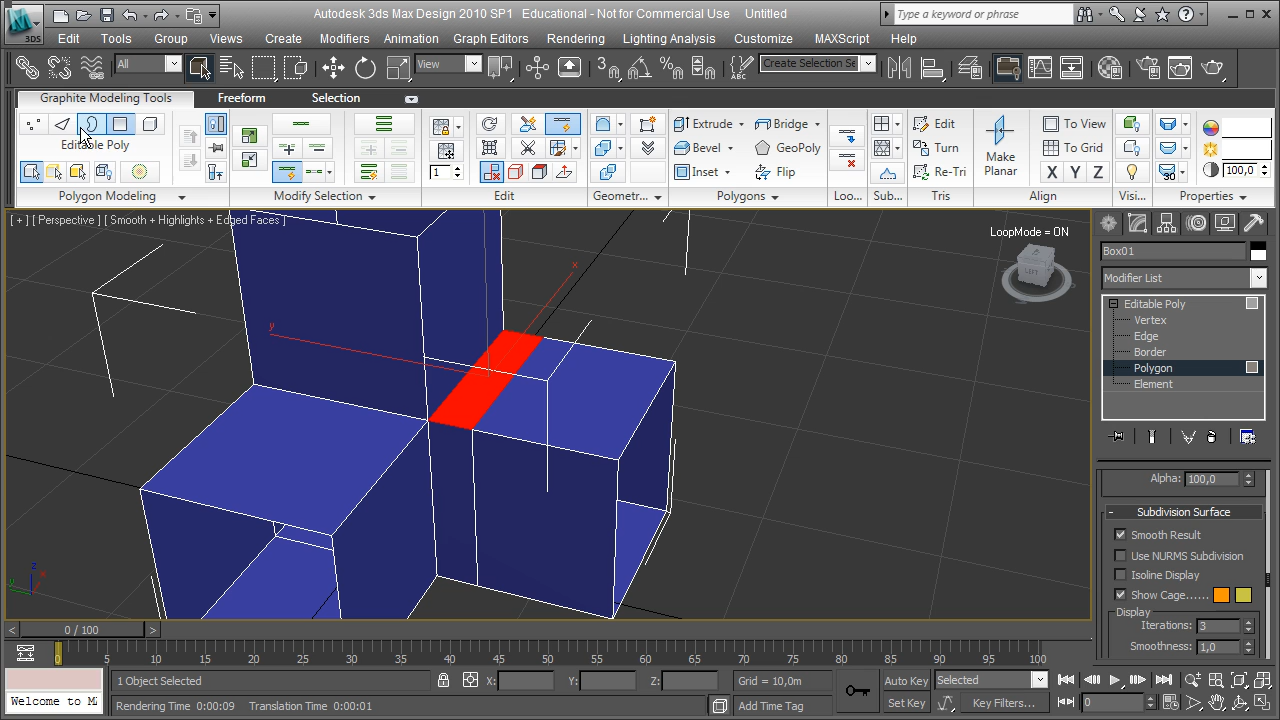 Autodesk 3ds Max Design 2010 SP1 Educational - Not for Commercial Use Untitled
Type a keyword or phrase
3DS
Edit Tools Group Views Create Modifiers Animation Graph Editors Rendering Lighting Analysis Customize MAXScript Help
All View Create Selection Se
Graphite Modeling Tools Freeform Selection
Extrude Bridge Edit To View
Editable Poly Bevel GeoPoly Turn Make To Grid
1 Inset Flip Re-Tri Planar X Y Z 100,0
Polygon Modeling Modify Selection Edit Geometr... Polygons Loo... Sub... Tris Align Visi... Properties
[ + ] [ Perspective ] [ Smooth + Highlights + Edged Faces ]
LoopMode = ON
LEFT
x
y
z
x
y
Box01
Modifier List
Editable Poly
Vertex
Edge
Border
Polygon
Element
Alpha: 100,0
- Subdivision Surface
Smooth Result
Use NURMS Subdivision
Isoline Display
Show Cage......
Display
Iterations: 3
Smoothness: 1,0
< 0 / 100 >
0 5 10 15 20 25 30 35 40 45 50 55 60 65 70 75 80 85 90 95 100
1 Object Selected X: Y: Z: Grid = 10,0m Auto Key Selected
Welcome to M
Rendering Time 0:00:09 Translation Time 0:00:01 Add Time Tag Set Key Key Filters... 0